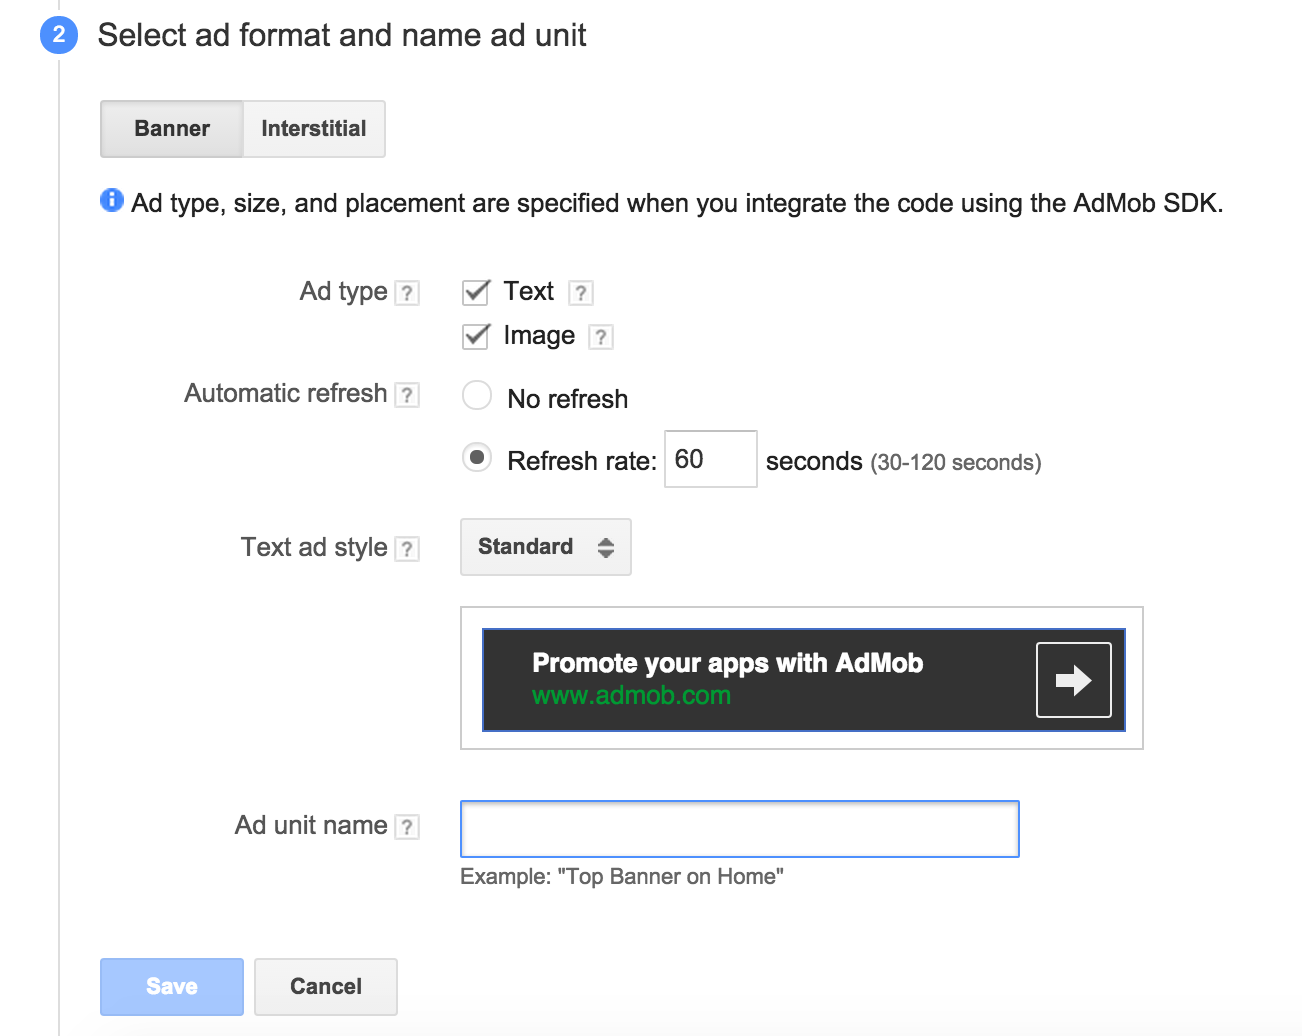 2 Select ad format and name ad unit
Banner Interstitial
i Ad type, size, and placement are specified when you integrate the code using the AdMob SDK.
Ad type ? Text ?
Image ?
Automatic refresh ? No refresh
Refresh rate: 60 seconds (30-120 seconds)
Text ad style ? Standard
Promote your apps with AdMob
www.admob.com
Ad unit name ?
Example: "Top Banner on Home"
Save Cancel